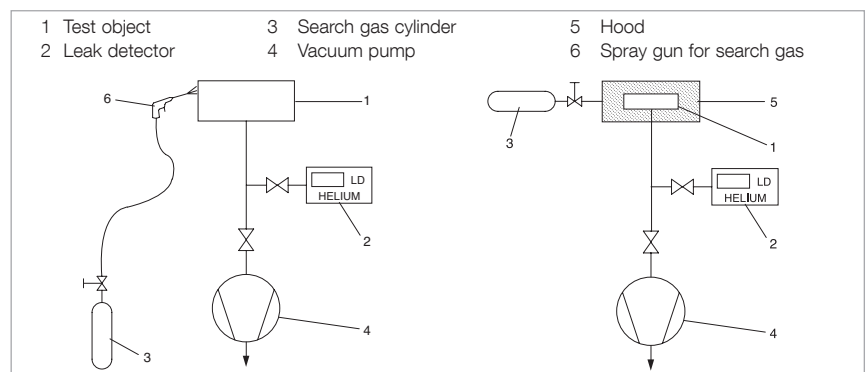 1 Test object 3 Search gas cylinder 5 Hood
2 Leak detector 4 Vacuum pump 6 Spray gun for search gas
6
1
LD
HELIUM
2
4
3
3
5
1
LD
HELIUM
2
4